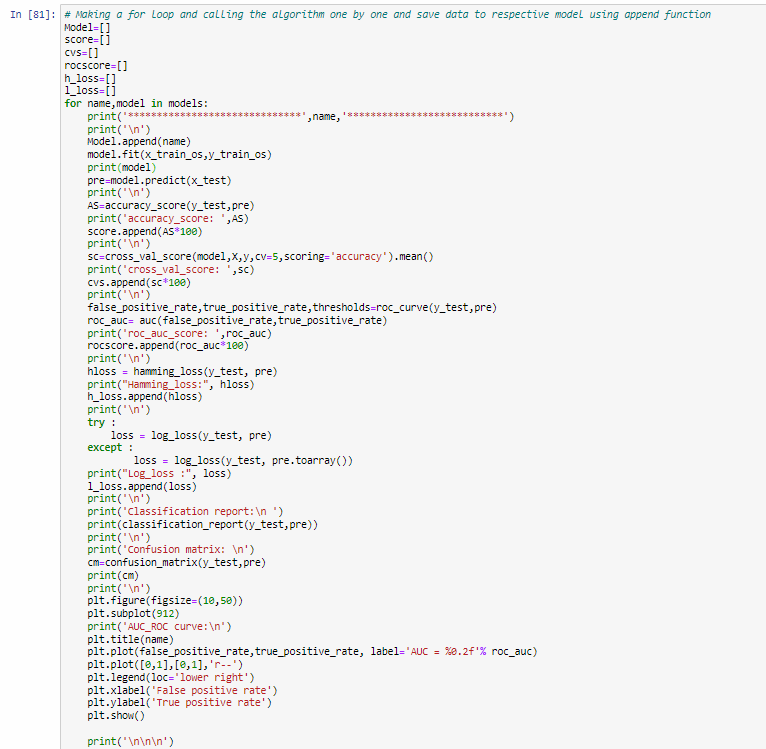 In [81]: # Making a for loop and calling the algorithm one by one and save data to respective model using append function
Model=[]
score=[]
cvs=[]
rocscore=[]
h_loss=[]
l_loss=[]
for name,model in models:
    print('******************************',name,'***************************')
    print('\n')
    Model.append(name)
    model.fit(x_train_os,y_train_os)
    print(model)
    pre=model.predict(x_test)
    print('\n')
    AS=accuracy_score(y_test,pre)
    print('accuracy_score: ',AS)
    score.append(AS*100)
    print('\n')
    sc=cross_val_score(model,X,y,cv=5,scoring='accuracy').mean()
    print('cross_val_score: ',sc)
    cvs.append(sc*100)
    print('\n')
    false_positive_rate,true_positive_rate,thresholds=roc_curve(y_test,pre)
    roc_auc= auc(false_positive_rate,true_positive_rate)
    print('roc_auc_score: ',roc_auc)
    rocscore.append(roc_auc*100)
    print('\n')
    hloss = hamming_loss(y_test, pre)
    print("Hamming_loss:", hloss)
    h_loss.append(hloss)
    print('\n')
    try :
        loss = log_loss(y_test, pre)
    except :
            loss = log_loss(y_test, pre.toarray())
    print("Log_loss :", loss)
    l_loss.append(loss)
    print('\n')
    print('Classification report:\n ')
    print(classification_report(y_test,pre))
    print('\n')
    print('Confusion matrix: \n')
    cm=confusion_matrix(y_test,pre)
    print(cm)
    print('\n')
    plt.figure(figsize=(10,50))
    plt.subplot(912)
    print('AUC_ROC curve:\n')
    plt.title(name)
    plt.plot(false_positive_rate,true_positive_rate, label='AUC = %0.2f'% roc_auc)
    plt.plot([0,1],[0,1],'r--')
    plt.legend(loc='lower right')
    plt.xlabel('False positive rate')
    plt.ylabel('True positive rate')
    plt.show()
    print('\n\n\n')